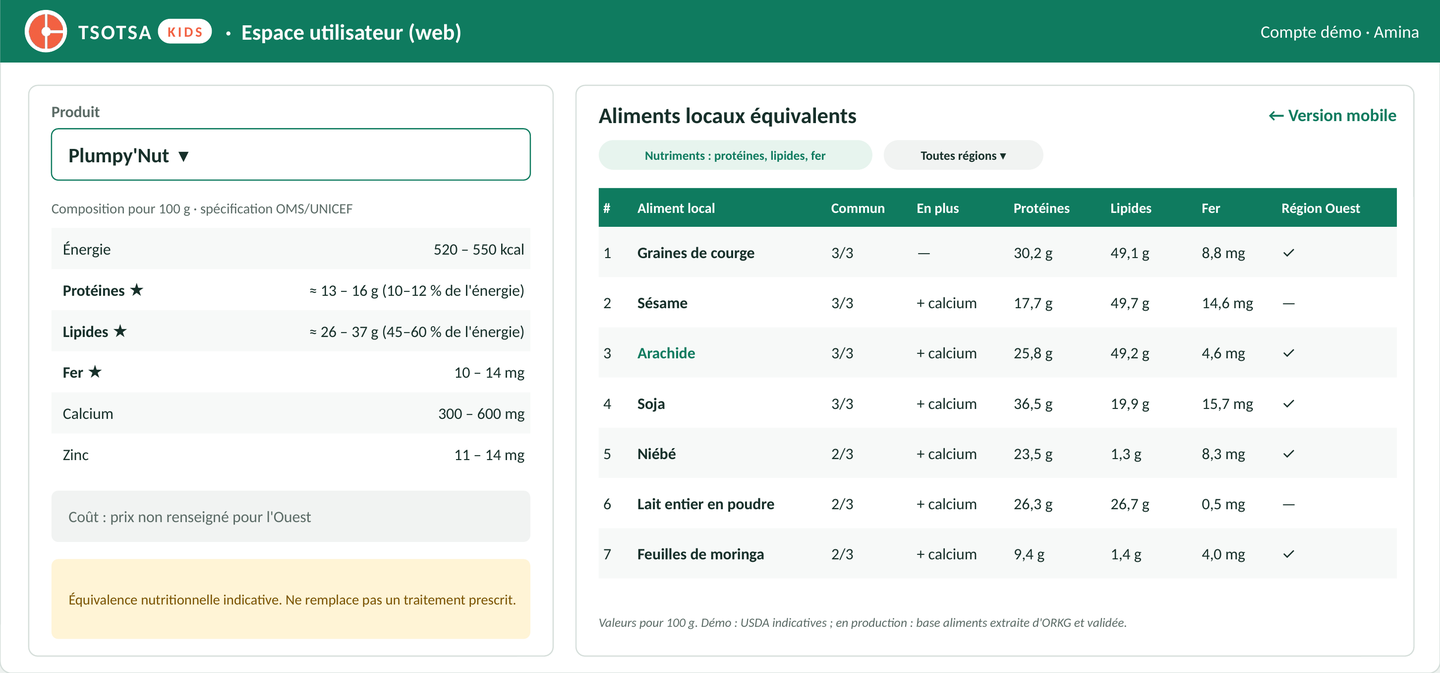 TSOTSA KIDS · Espace utilisateur (web)
Compte démo · Amina
Produit
Plumpy'Nut ▼
Composition pour 100 g · spécification OMS/UNICEF
Énergie 520 – 550 kcal
Protéines ★ ≈ 13 – 16 g (10–12 % de l'énergie)
Lipides ★ ≈ 26 – 37 g (45–60 % de l'énergie)
Fer ★ 10 – 14 mg
Calcium 300 – 600 mg
Zinc 11 – 14 mg
Coût : prix non renseigné pour l'Ouest
Équivalence nutritionnelle indicative. Ne remplace pas un traitement prescrit.
Aliments locaux équivalents
← Version mobile
Nutriments : protéines, lipides, fer
Toutes régions ▾
# Aliment local Commun En plus Protéines Lipides Fer Région Ouest
1 Graines de courge 3/3 — 30,2 g 49,1 g 8,8 mg ✓
2 Sésame 3/3 + calcium 17,7 g 49,7 g 14,6 mg —
3 Arachide 3/3 + calcium 25,8 g 49,2 g 4,6 mg ✓
4 Soja 3/3 + calcium 36,5 g 19,9 g 15,7 mg ✓
5 Niébé 2/3 + calcium 23,5 g 1,3 g 8,3 mg ✓
6 Lait entier en poudre 2/3 + calcium 26,3 g 26,7 g 0,5 mg —
7 Feuilles de moringa 2/3 + calcium 9,4 g 1,4 g 4,0 mg ✓
Valeurs pour 100 g. Démo : USDA indicatives ; en production : base aliments extraite d'ORKG et validée.